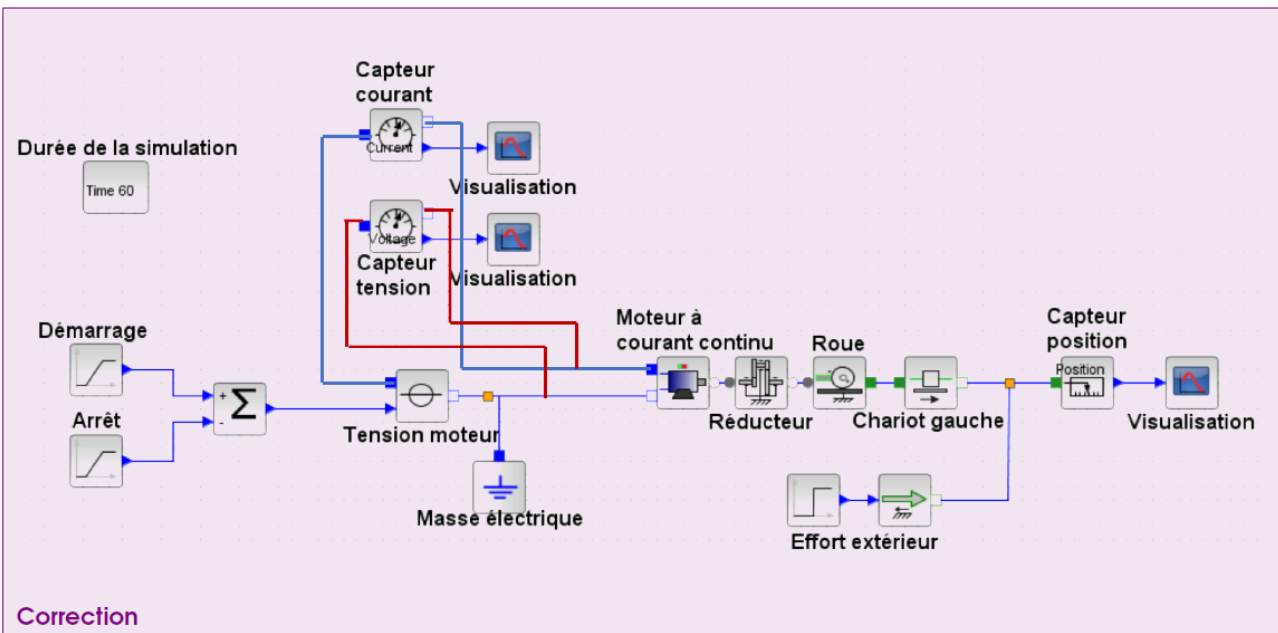 Capteur
courant
Current
Visualisation
Durée de la simulation
Time 60
Voltage
Capteur
tension
Visualisation
Démarrage
Arrêt
+
Σ
-
Tension moteur
Masse électrique
Moteur à
courant continu
Réducteur
Roue
Chariot gauche
Capteur
position
Position
Visualisation
Effort extérieur
Correction